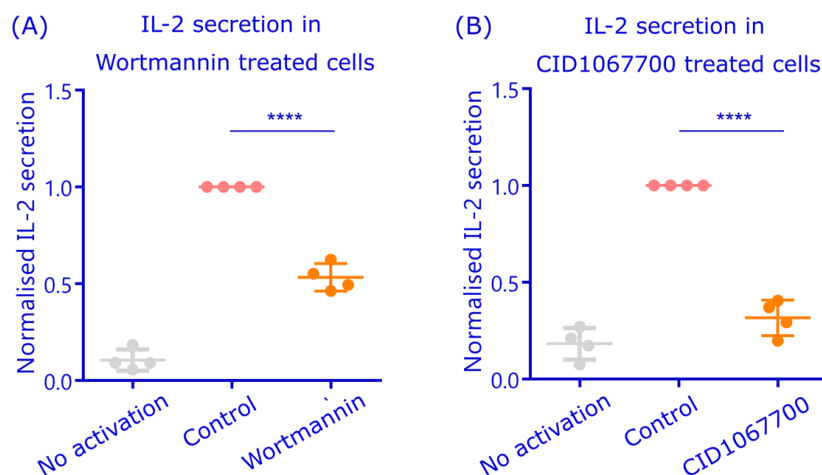 (A)
IL-2 secretion in
Wortmannin treated cells
Normalised IL-2 secretion
1.5
1.0
0.5
0.0
****
No activation
Control
Wortmannin
(B)
IL-2 secretion in
CID1067700 treated cells
Normalised IL-2 secretion
1.5
1.0
0.5
0.0
****
No activation
Control
CID1067700